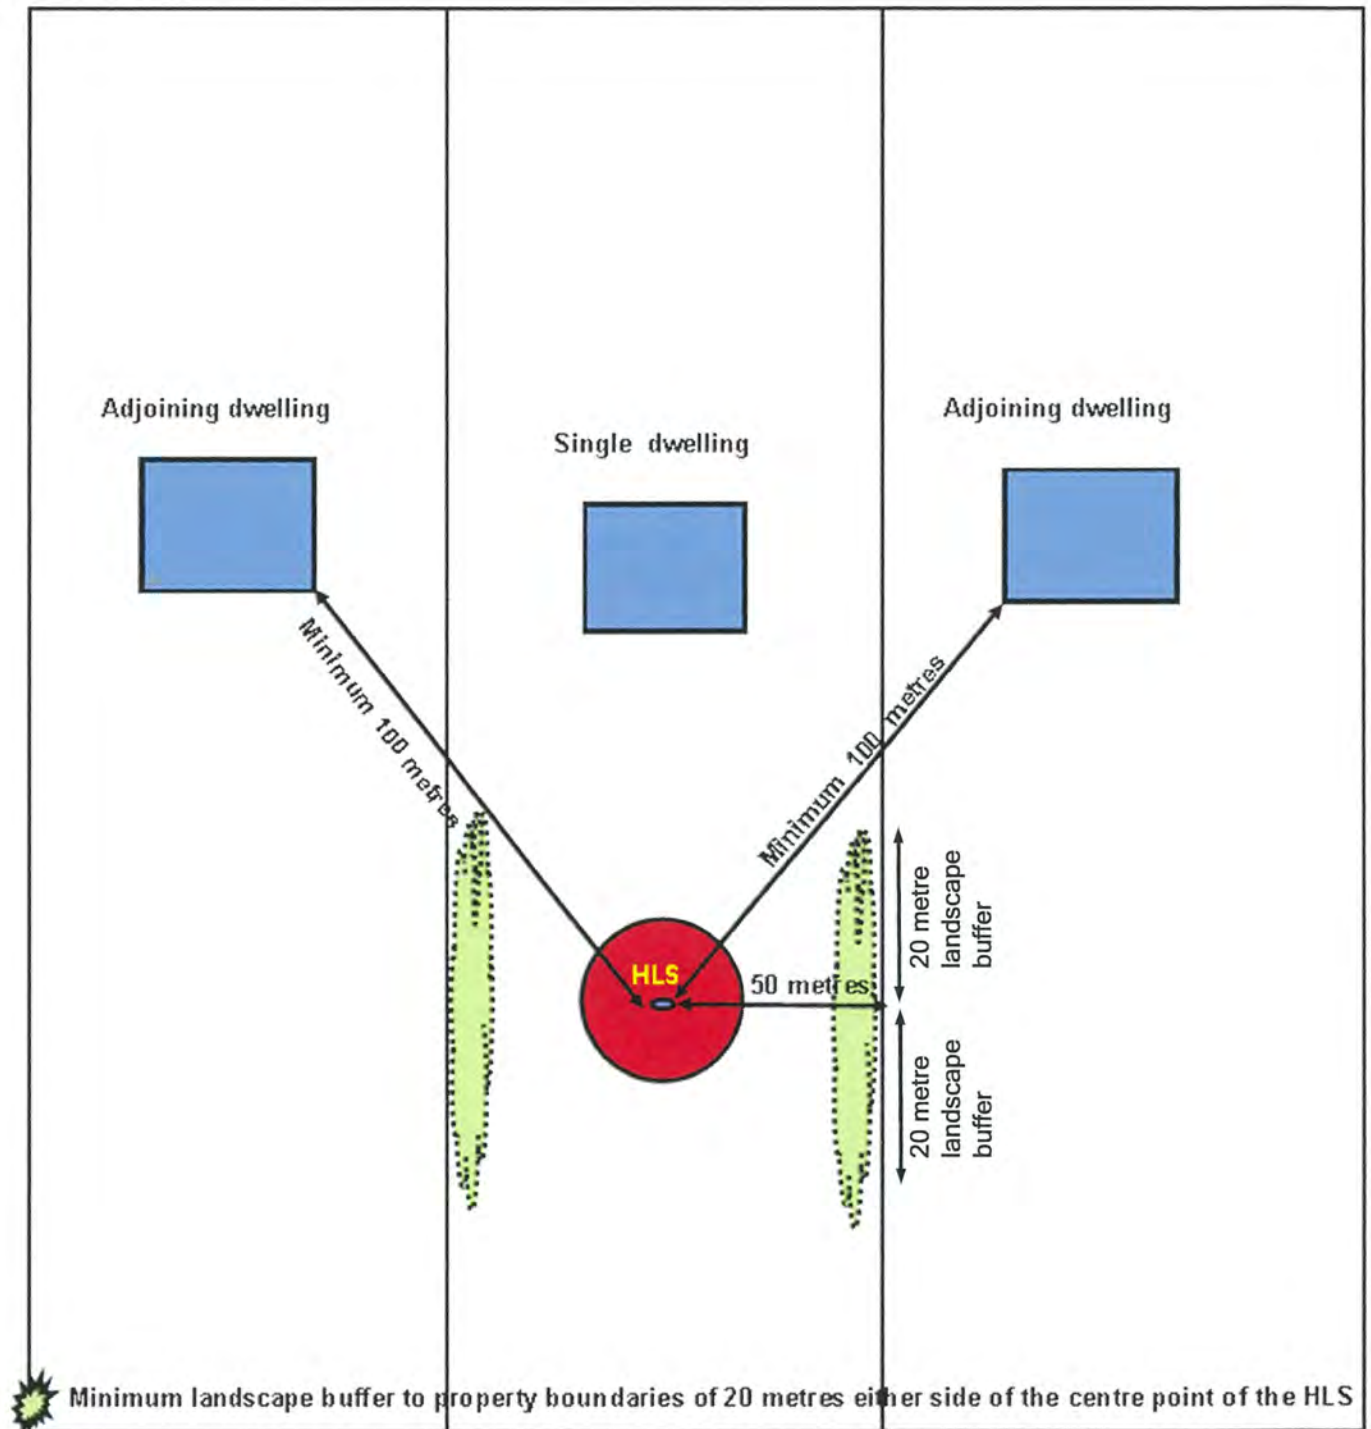 Adjoining dwelling
Single dwelling
Adjoining dwelling
Minimum 100 metres
Minimum 100 metres
HLS
50 metres
20 metre
landscape
buffer
20 metre
landscape
buffer
Minimum landscape buffer to property boundaries of 20 metres either side of the centre point of the HLS